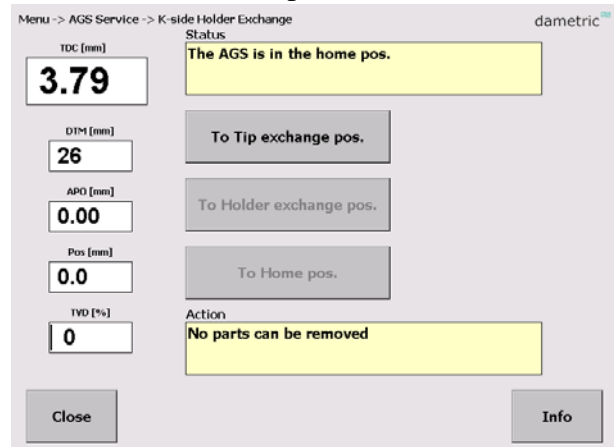 Menu -> AGS Service -> K-side Holder Exchange
dametric
Status
TDC [mm]
The AGS is in the home pos.
3.79
DTM [mm]
To Tip exchange pos.
26
APO [mm]
To Holder exchange pos.
0.00
Pos [mm]
To Home pos.
0.0
TVD [%]
Action
0
No parts can be removed
Close
Info